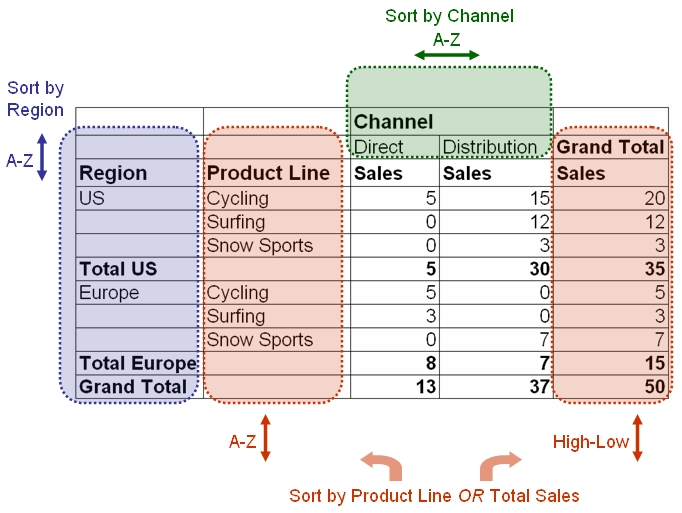 Sort by Channel
A-Z
Sort by
Region
A-Z
Channel
Direct Distribution Grand Total
Region Product Line Sales Sales Sales
US Cycling 5 15 20
Surfing 0 12 12
Snow Sports 0 3 3
Total US 5 30 35
Europe Cycling 5 0 5
Surfing 3 0 3
Snow Sports 0 7 7
Total Europe 8 7 15
Grand Total 13 37 50
A-Z High-Low
Sort by Product Line OR Total Sales